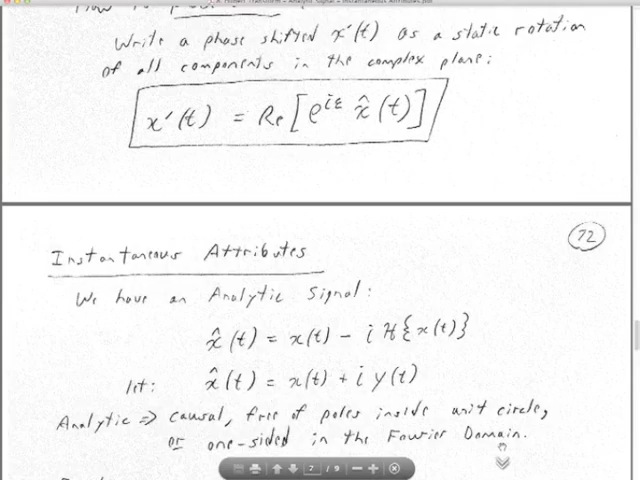 Write a phase shifted x'(t) as a static rotation
of all components in the complex plane:
x'(t) = Re[e^{iε} x̂(t)]
72
Instantaneous Attributes
We have an Analytic Signal:
x̂(t) = x(t) - i H{x(t)}
let: x̂(t) = x(t) + i y(t)
Analytic => causal, free of poles inside unit circle,
or one-sided in the Fourier Domain.
2 / 9